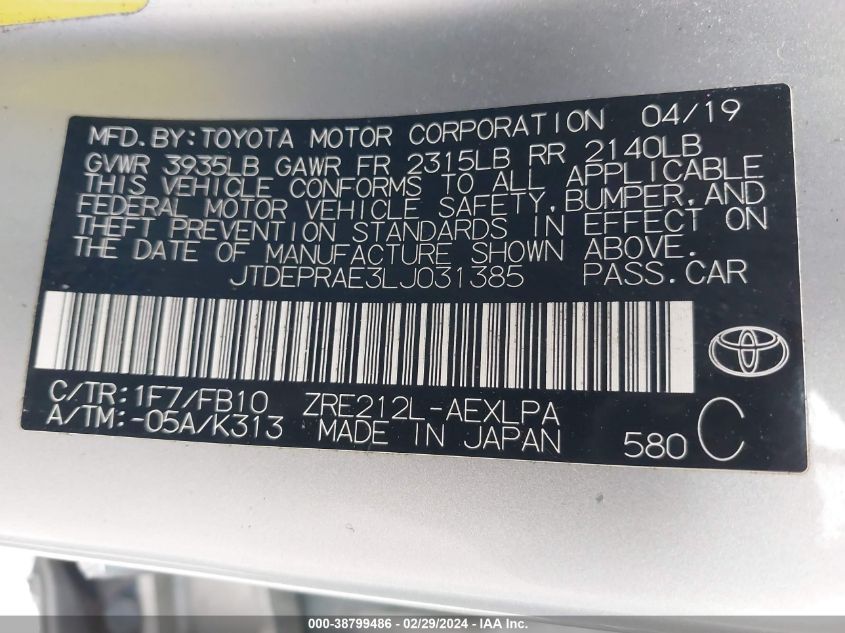 MFD. BY: TOYOTA MOTOR CORPORATION 04/19
GVWR 3935LB GAWR FR 2315LB RR 2140LB
THIS VEHICLE CONFORMS TO ALL APPLICABLE
FEDERAL MOTOR VEHICLE SAFETY, BUMPER, AND
THEFT PREVENTION STANDARDS IN EFFECT ON
THE DATE OF MANUFACTURE SHOWN ABOVE.
JTDEPRAE3LJ031385 PASS. CAR
C/TR: 1F7/FB10 ZRE212L-AEXLPA
A/TM: -05A/K313 MADE IN JAPAN 580 C
000-38799486 - 02/29/2024 - IAA Inc.